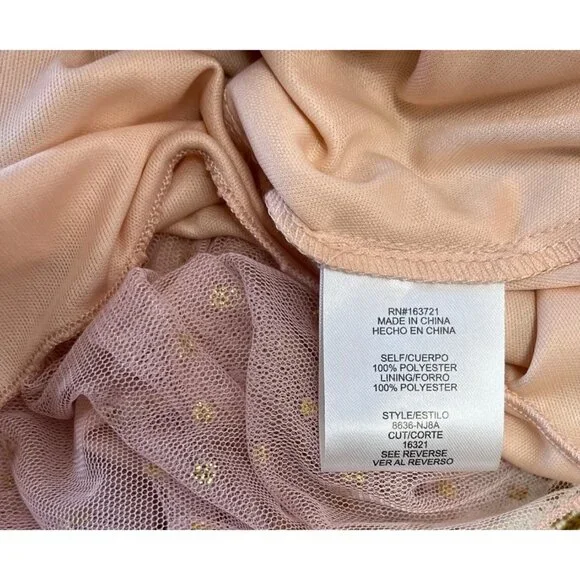 RN#163721
MADE IN CHINA
HECHO EN CHINA
SELF/CUERPO
100% POLYESTER
LINING/FORRO
100% POLYESTER
STYLE/ESTILO
8636-NJ8A
CUT/CORTE
16321
SEE REVERSE
VER AL REVERSO